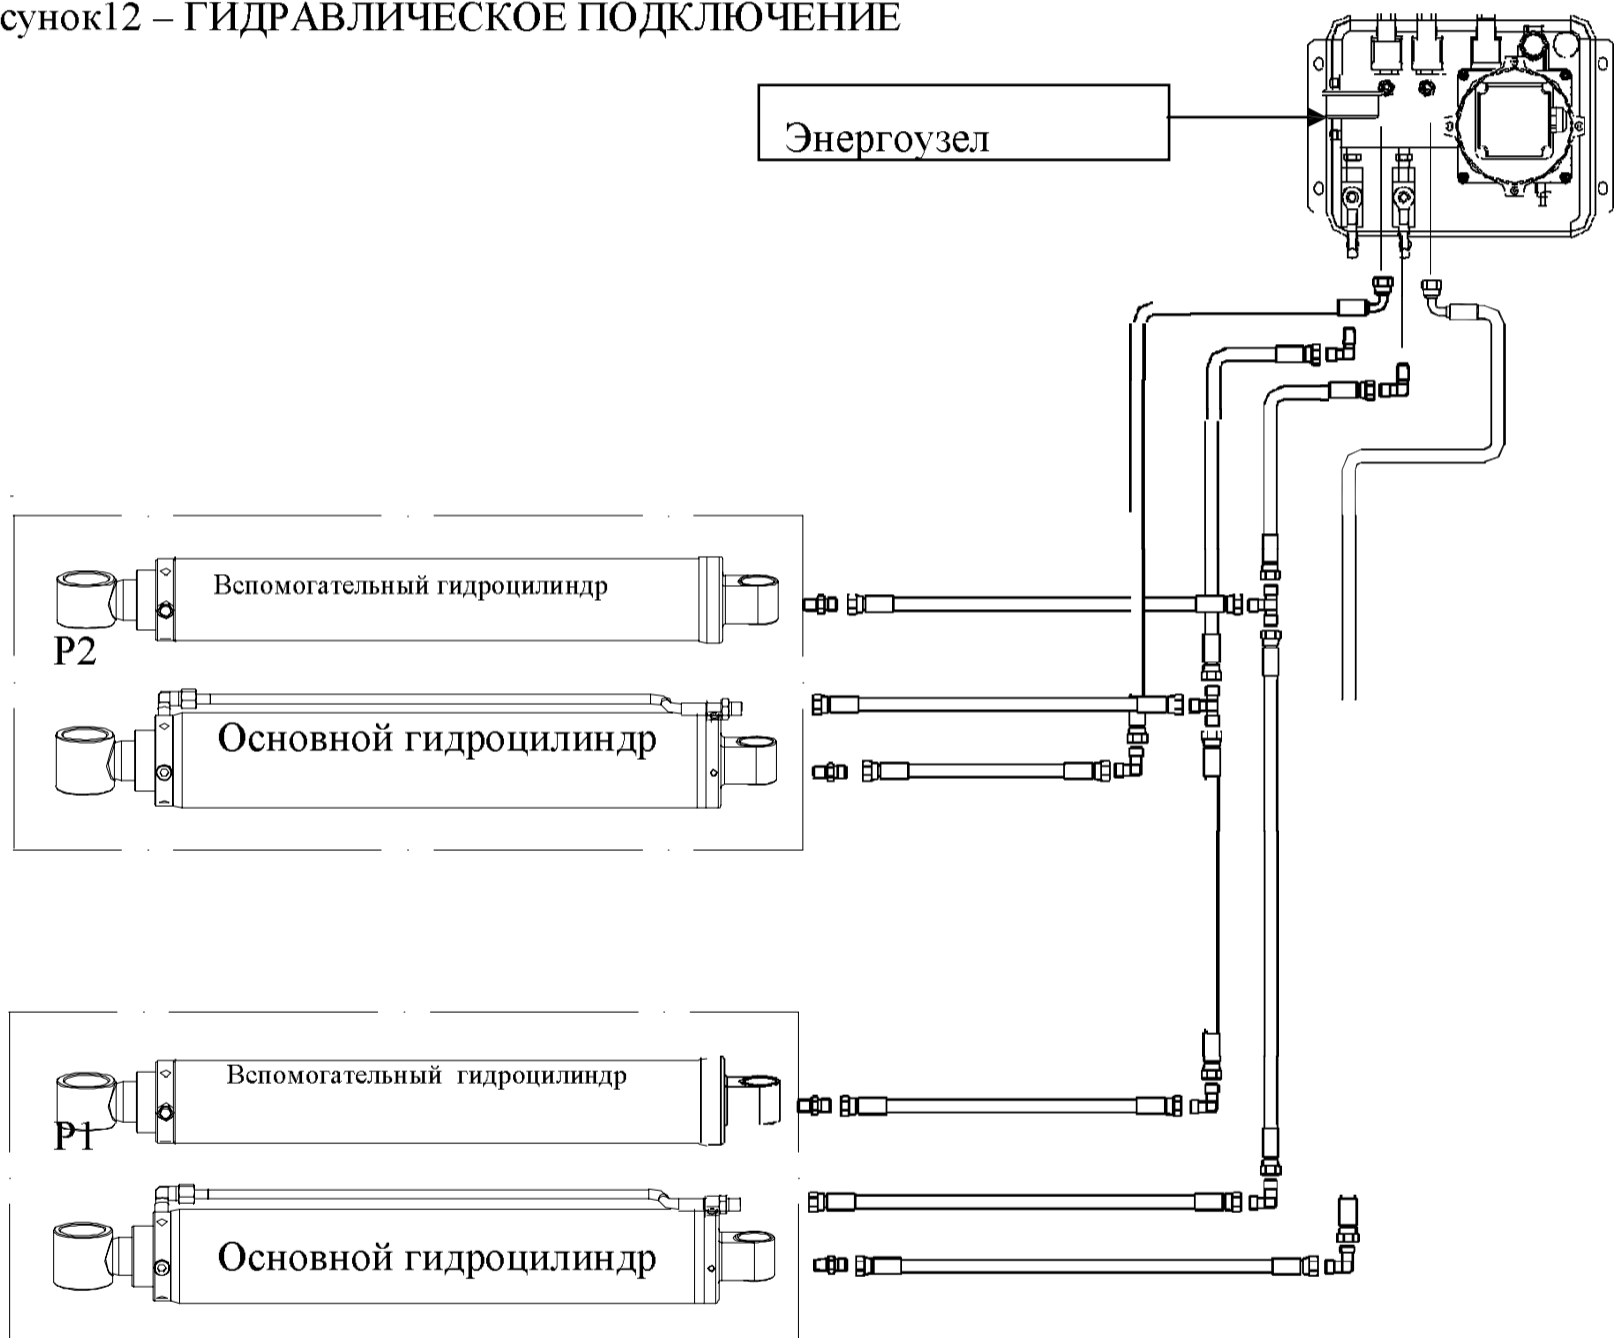 сунок12 – ГИДРАВЛИЧЕСКОЕ ПОДКЛЮЧЕНИЕ
Энергоузел
Вспомогательный гидроцилиндр
P2
Основной гидроцилиндр
Вспомогательный гидроцилиндр
P1
Основной гидроцилиндр